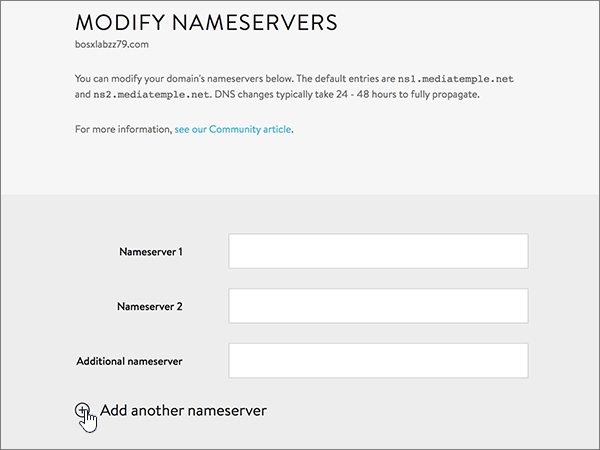 MODIFY NAMESERVERS
bosxlabzz79.com
You can modify your domain's nameservers below. The default entries are ns1.mediatemple.net
and ns2.mediatemple.net. DNS changes typically take 24 - 48 hours to fully propagate.
For more information, see our Community article.
Nameserver 1
Nameserver 2
Additional nameserver
Add another nameserver